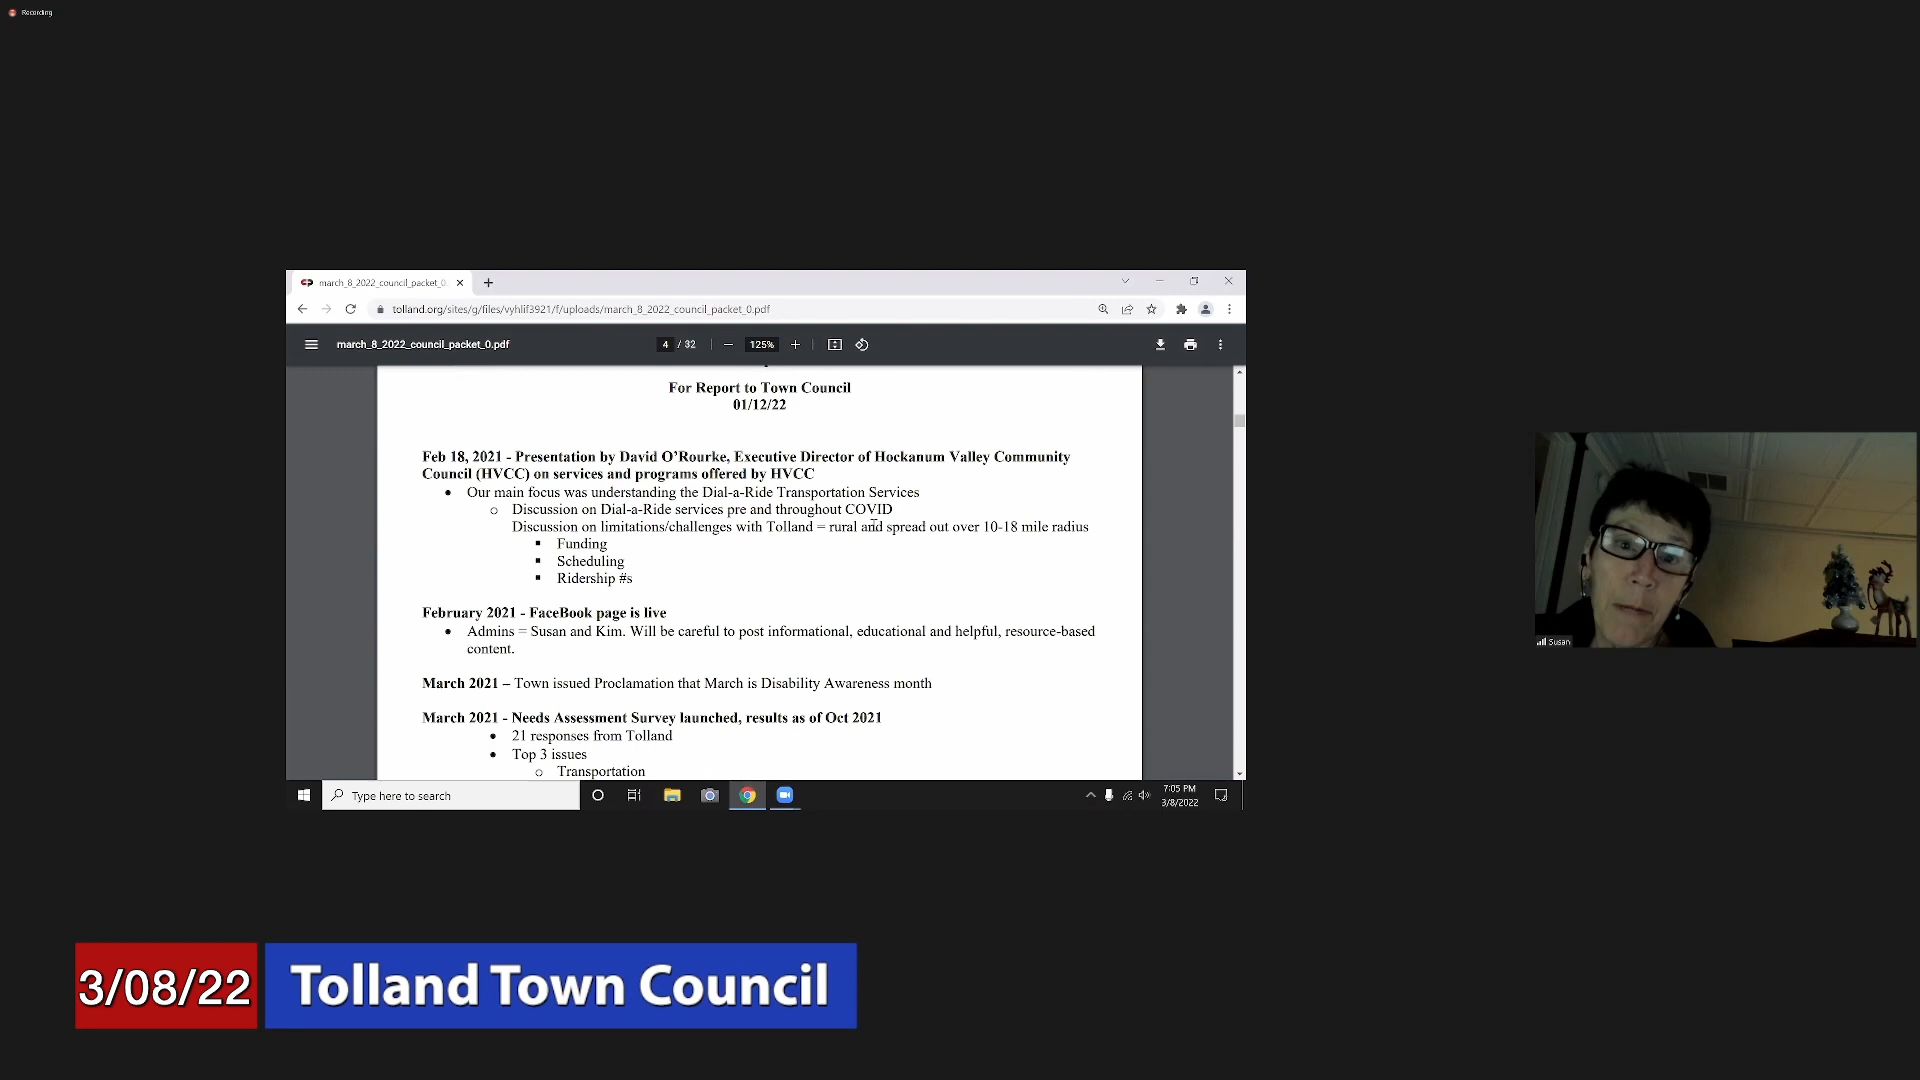 Recording
march_8_2022_council_packet_0
tolland.org/sites/g/files/vyhlif3921/f/uploads/march_8_2022_council_packet_0.pdf
march_8_2022_council_packet_0.pdf
4 / 32
125%
For Report to Town Council
01/12/22
Feb 18, 2021 - Presentation by David O’Rourke, Executive Director of Hockanum Valley Community
Council (HVCC) on services and programs offered by HVCC
• Our main focus was understanding the Dial-a-Ride Transportation Services
o Discussion on Dial-a-Ride services pre and throughout COVID
Discussion on limitations/challenges with Tolland = rural and spread out over 10-18 mile radius
▪ Funding
▪ Scheduling
▪ Ridership #s
February 2021 - FaceBook page is live
• Admins = Susan and Kim. Will be careful to post informational, educational and helpful, resource-based
content.
March 2021 – Town issued Proclamation that March is Disability Awareness month
March 2021 - Needs Assessment Survey launched, results as of Oct 2021
• 21 responses from Tolland
• Top 3 issues
o Transportation
Type here to search
7:05 PM
3/8/2022
Susan
3/08/22
Tolland Town Council